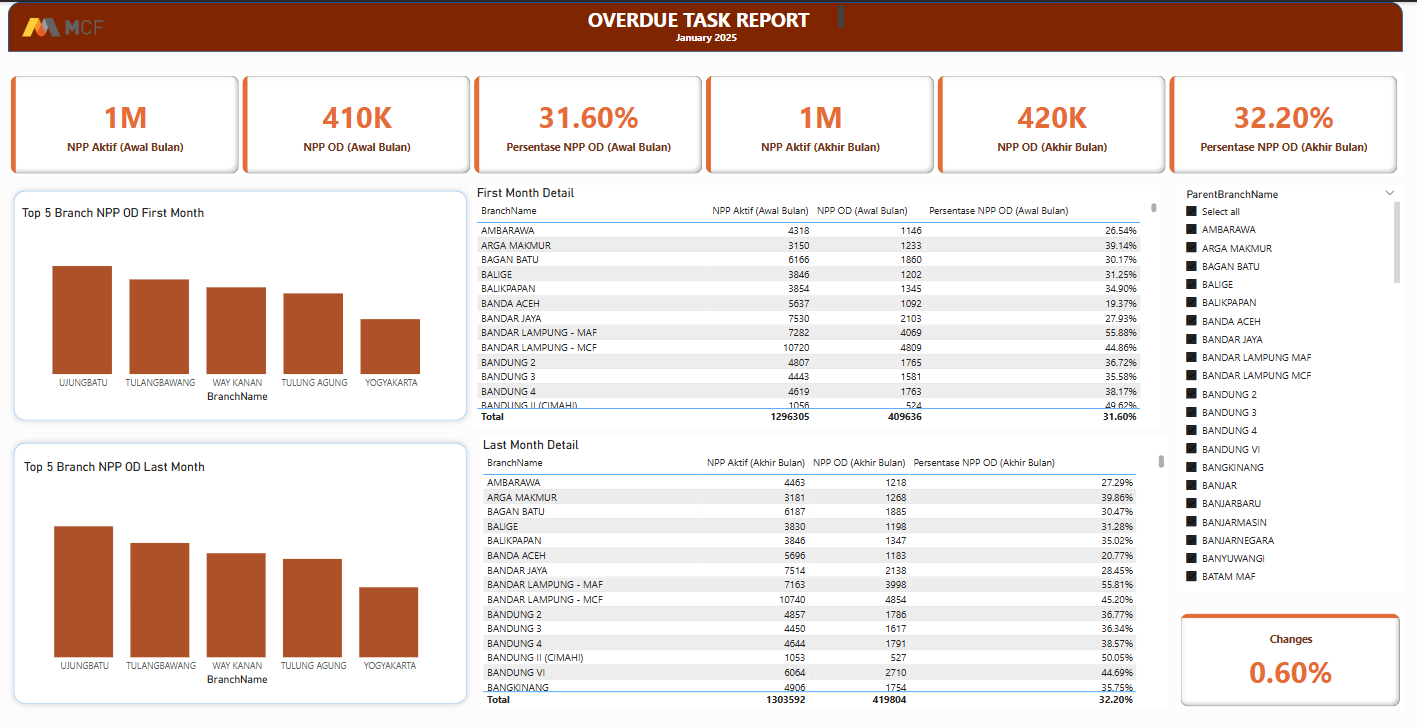 MCF
OVERDUE TASK REPORT
January 2025
1M
NPP Aktif (Awal Bulan)
410K
NPP OD (Awal Bulan)
31.60%
Persentase NPP OD (Awal Bulan)
1M
NPP Aktif (Akhir Bulan)
420K
NPP OD (Akhir Bulan)
32.20%
Persentase NPP OD (Akhir Bulan)
Top 5 Branch NPP OD First Month
UJUNGBATU TULANGBAWANG WAY KANAN TULUNG AGUNG YOGYAKARTA
BranchName
First Month Detail
BranchName NPP Aktif (Awal Bulan) NPP OD (Awal Bulan) Persentase NPP OD (Awal Bulan)
AMBARAWA 4318 1146 26.54%
ARGA MAKMUR 3150 1233 39.14%
BAGAN BATU 6166 1860 30.17%
BALIGE 3846 1202 31.25%
BALIKPAPAN 3854 1345 34.90%
BANDA ACEH 5637 1092 19.37%
BANDAR JAYA 7530 2103 27.93%
BANDAR LAMPUNG - MAF 7282 4069 55.88%
BANDAR LAMPUNG - MCF 10720 4809 44.86%
BANDUNG 2 4807 1765 36.72%
BANDUNG 3 4443 1581 35.58%
BANDUNG 4 4619 1763 38.17%
BANDUNG II (CIMAHI) 1056 524 49.62%
Total 1296305 409636 31.60%
Top 5 Branch NPP OD Last Month
UJUNGBATU TULANGBAWANG WAY KANAN TULUNG AGUNG YOGYAKARTA
BranchName
Last Month Detail
BranchName NPP Aktif (Akhir Bulan) NPP OD (Akhir Bulan) Persentase NPP OD (Akhir Bulan)
AMBARAWA 4463 1218 27.29%
ARGA MAKMUR 3181 1268 39.86%
BAGAN BATU 6187 1885 30.47%
BALIGE 3830 1198 31.28%
BALIKPAPAN 3846 1347 35.02%
BANDA ACEH 5696 1183 20.77%
BANDAR JAYA 7514 2138 28.45%
BANDAR LAMPUNG - MAF 7163 3998 55.81%
BANDAR LAMPUNG - MCF 10740 4854 45.20%
BANDUNG 2 4857 1786 36.77%
BANDUNG 3 4450 1617 36.34%
BANDUNG 4 4644 1791 38.57%
BANDUNG II (CIMAHI) 1053 527 50.05%
BANDUNG VI 6064 2710 44.69%
BANGKINANG 4906 1754 35.75%
Total 1303592 419804 32.20%
ParentBranchName
Select all
AMBARAWA
ARGA MAKMUR
BAGAN BATU
BALIGE
BALIKPAPAN
BANDA ACEH
BANDAR JAYA
BANDAR LAMPUNG MAF
BANDAR LAMPUNG MCF
BANDUNG 2
BANDUNG 3
BANDUNG 4
BANDUNG VI
BANGKINANG
BANJAR
BANJARBARU
BANJARMASIN
BANJARNEGARA
BANYUWANGI
BATAM MAF
Changes
0.60%